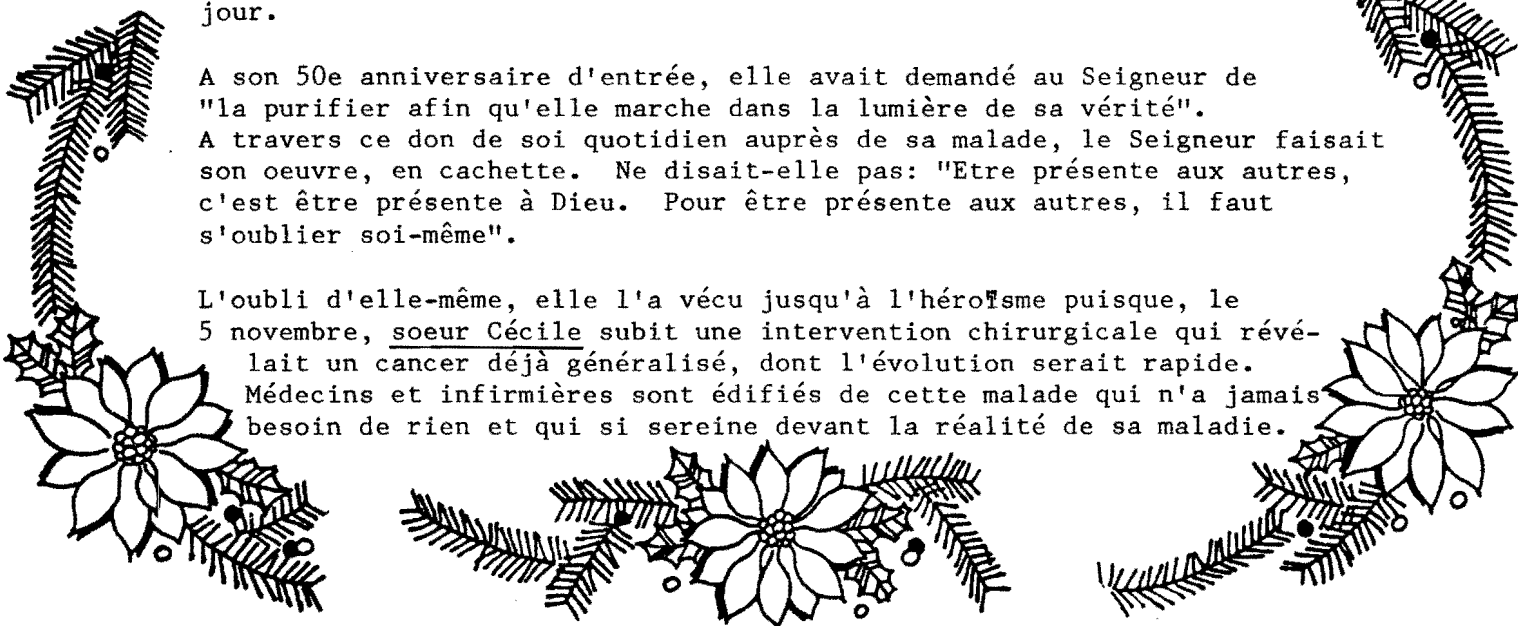 jour.
A son 50e anniversaire d'entrée, elle avait demandé au Seigneur de
"la purifier afin qu'elle marche dans la lumière de sa vérité".
A travers ce don de soi quotidien auprès de sa malade, le Seigneur faisait
son oeuvre, en cachette. Ne disait-elle pas: "Etre présente aux autres,
c'est être présente à Dieu. Pour être présente aux autres, il faut
s'oublier soi-même".
L'oubli d'elle-même, elle l'a vécu jusqu'à l'héroïsme puisque, le
5 novembre, soeur Cécile subit une intervention chirurgicale qui révé-
lait un cancer déjà généralisé, dont l'évolution serait rapide.
Médecins et infirmières sont édifiés de cette malade qui n'a jamais
besoin de rien et qui si sereine devant la réalité de sa maladie.